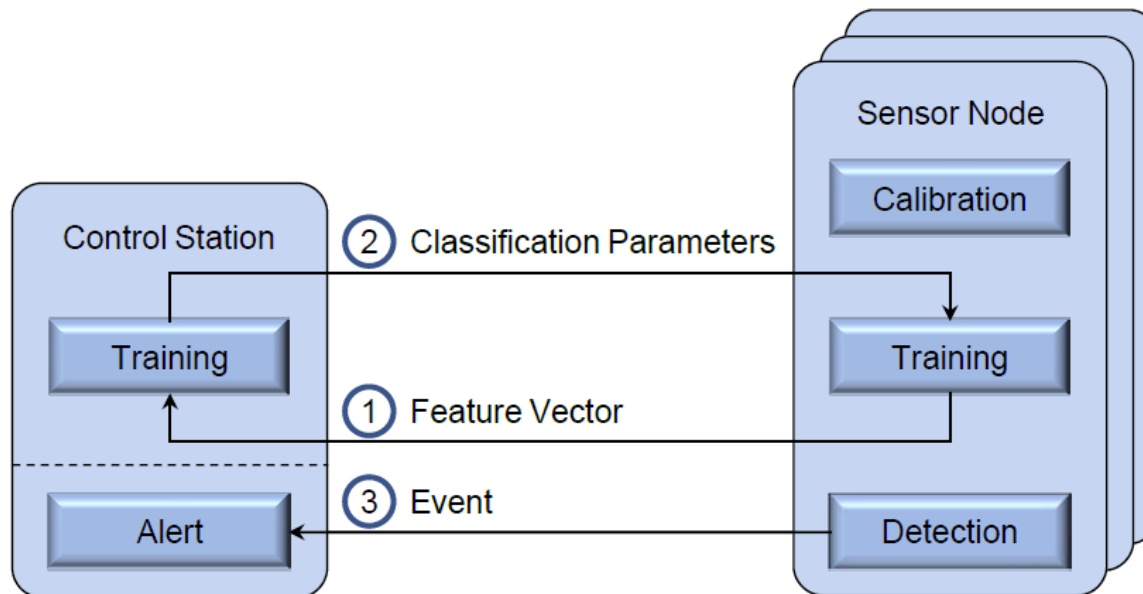 Sensor Node
Calibration
Control Station
2 Classification Parameters
Training
Training
1 Feature Vector
3 Event
Alert
Detection